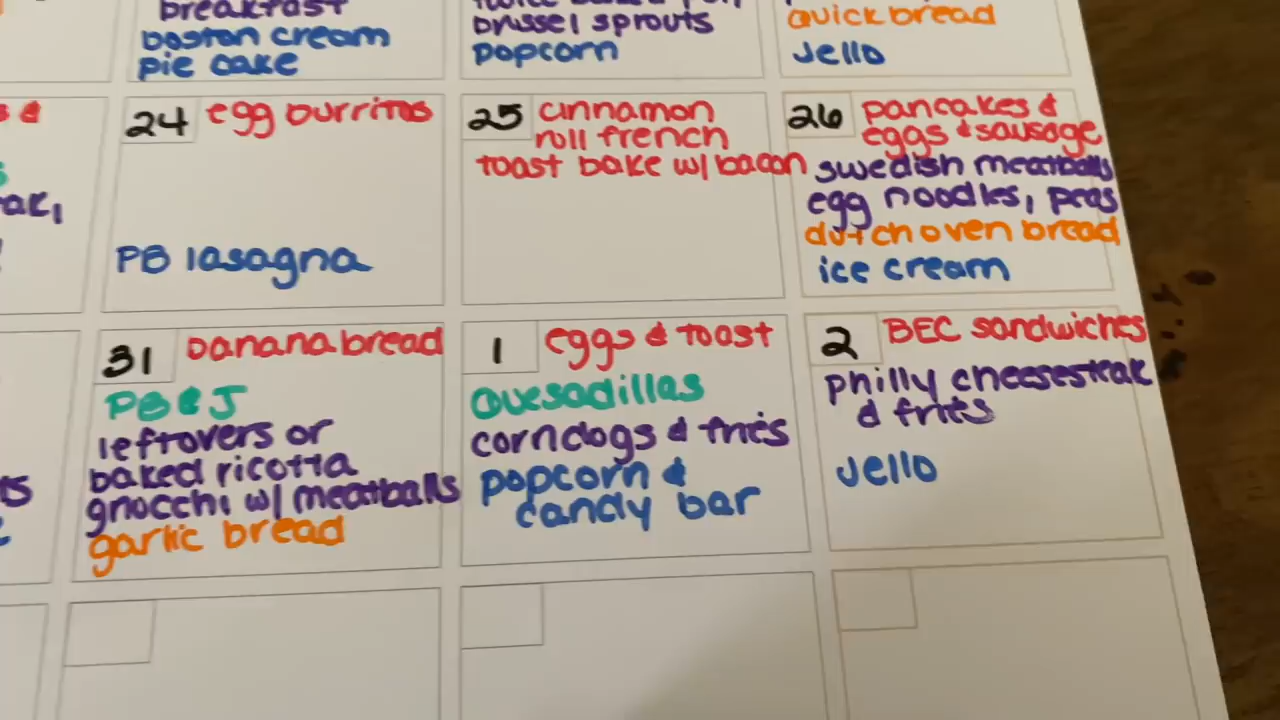 breakfast
boston cream
pie cake
brussel sprouts
popcorn
quick bread
Jello
24 egg burritos
PB lasagna
25 cinnamon
roll french
toast bake w/ bacon
26 pancakes &
eggs & sausage
swedish meatballs
egg noodles, peas
dutch oven bread
ice cream
31 banana bread
PB & J
leftovers or
baked ricotta
gnocchi w/ meatballs
garlic bread
1 eggs & toast
quesadillas
corndogs & fries
popcorn &
candy bar
2 BEC sandwiches
philly cheesesteak
& fries
Jello